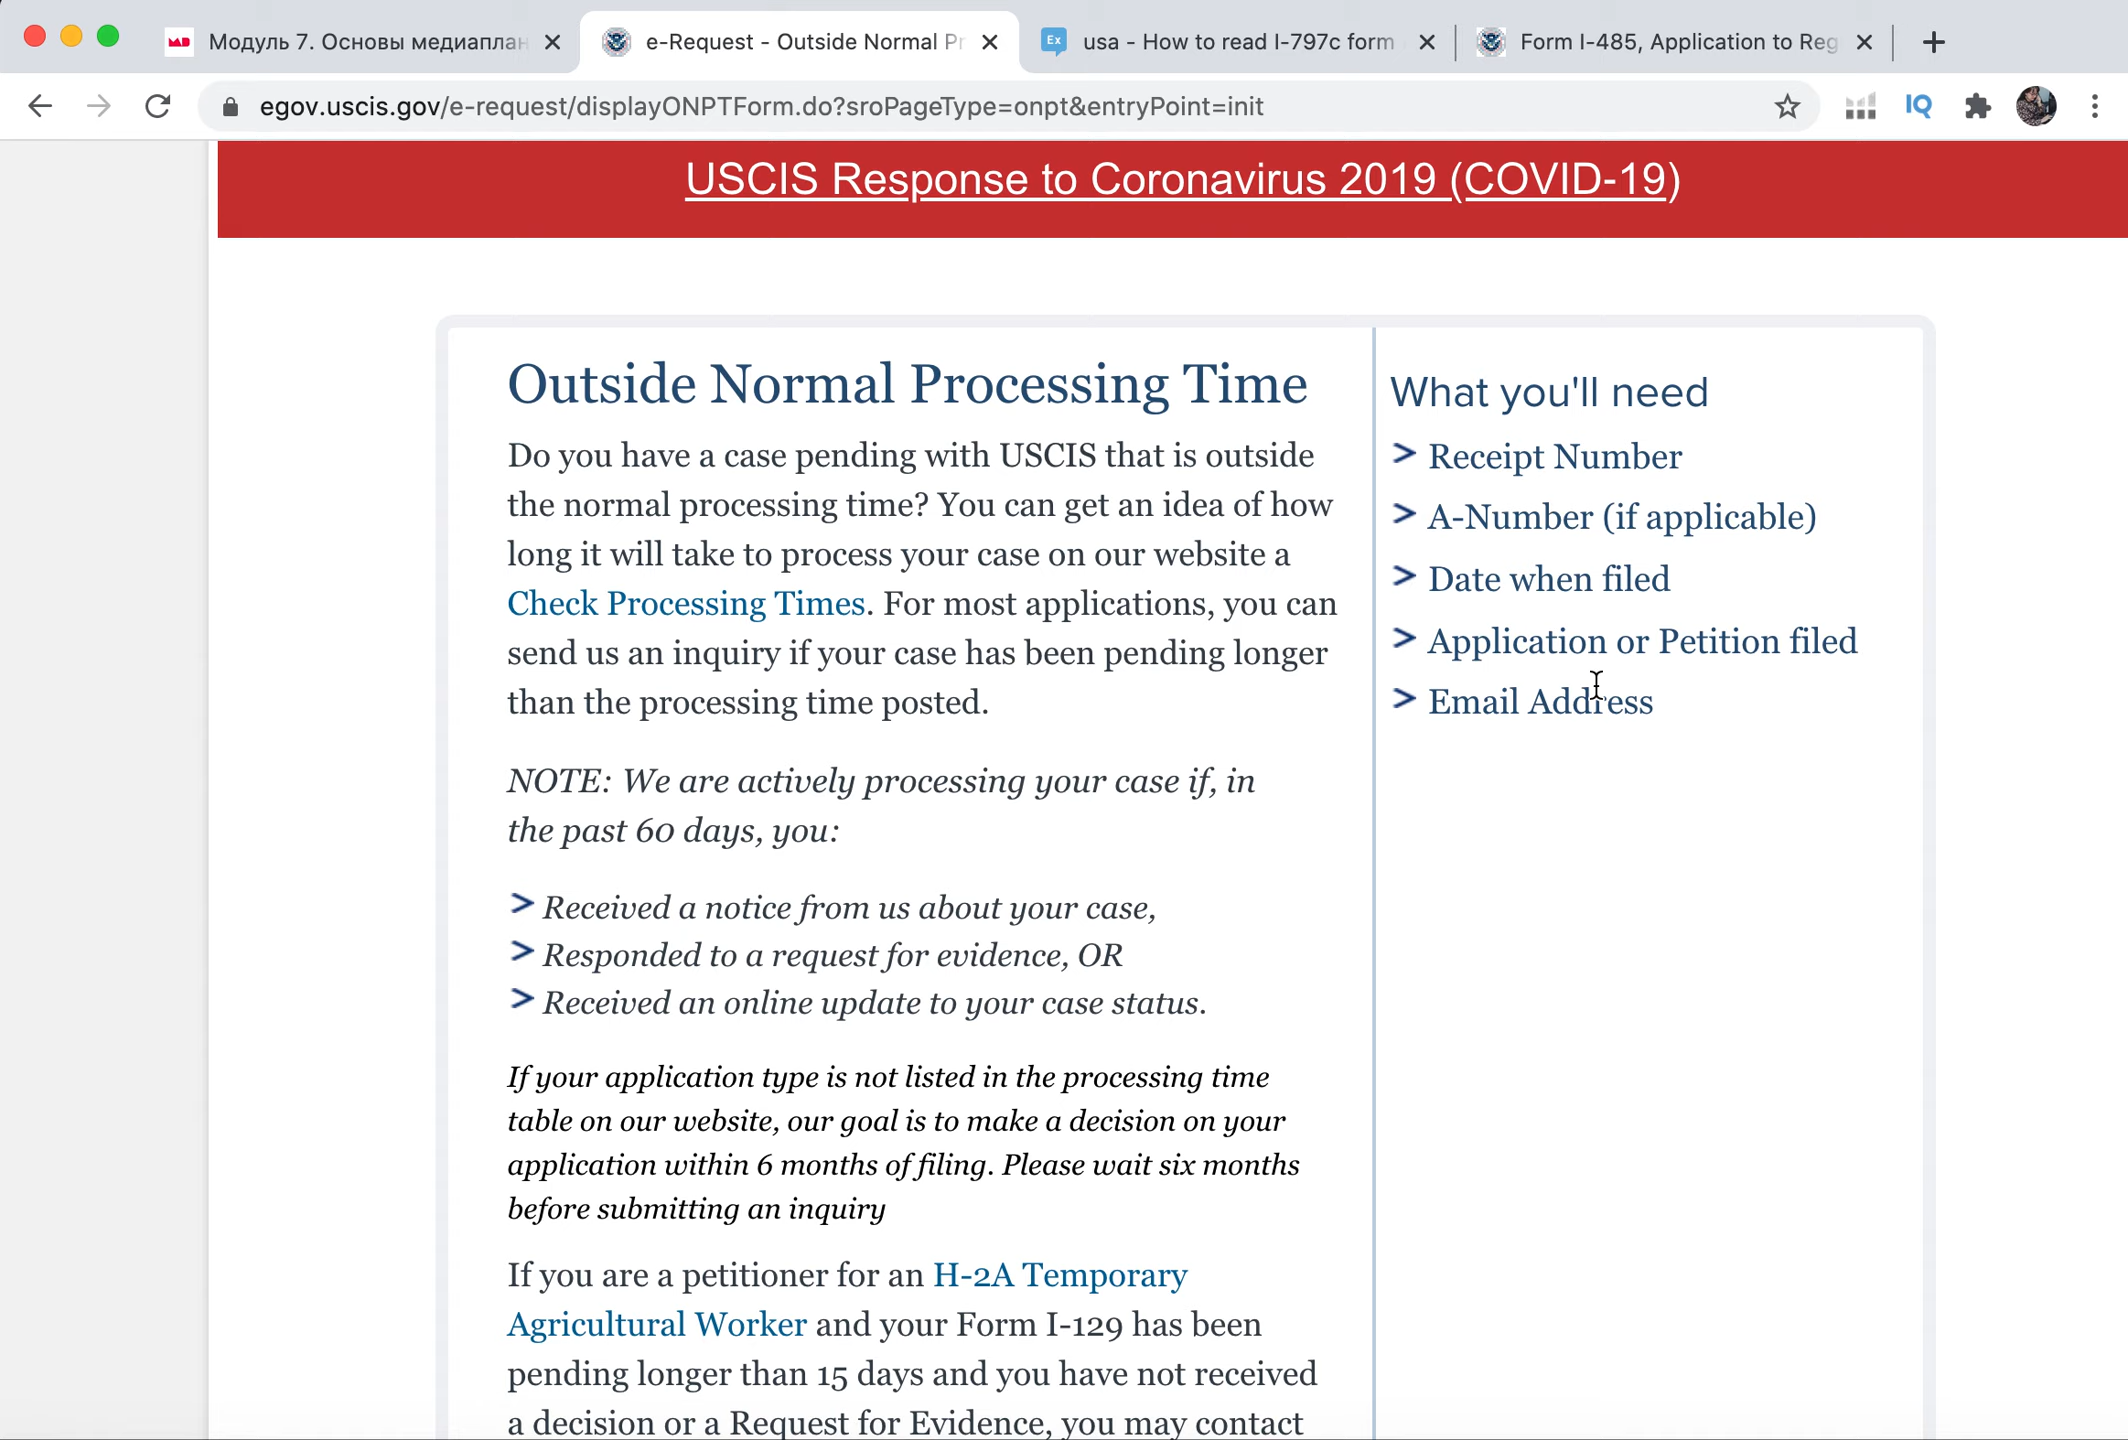 Модуль 7. Основы медиаплан
e-Request - Outside Normal Pr
Ex
usa - How to read I-797c form
Form I-485, Application to Reg
egov.uscis.gov/e-request/displayONPTForm.do?sroPageType=onpt&entryPoint=init
IQ
USCIS Response to Coronavirus 2019 (COVID-19)
Outside Normal Processing Time
Do you have a case pending with USCIS that is outside
the normal processing time? You can get an idea of how
long it will take to process your case on our website a
Check Processing Times. For most applications, you can
send us an inquiry if your case has been pending longer
than the processing time posted.
NOTE: We are actively processing your case if, in
the past 60 days, you:
> Received a notice from us about your case,
> Responded to a request for evidence, OR
> Received an online update to your case status.
If your application type is not listed in the processing time
table on our website, our goal is to make a decision on your
application within 6 months of filing. Please wait six months
before submitting an inquiry
If you are a petitioner for an H-2A Temporary
Agricultural Worker and your Form I-129 has been
pending longer than 15 days and you have not received
a decision or a Request for Evidence, you may contact
What you'll need
> Receipt Number
> A-Number (if applicable)
> Date when filed
> Application or Petition filed
> Email Address